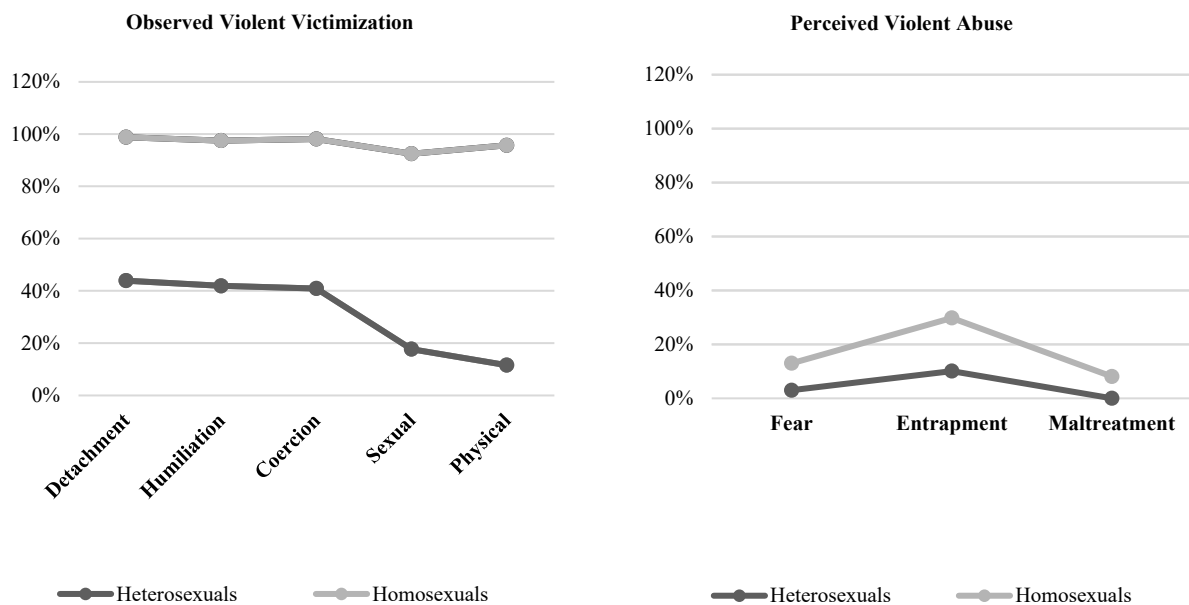 Observed Violent Victimization
120%
100%
80%
60%
40%
20%
0%
Detachment
Humiliation
Coercion
Sexual
Physical
Heterosexuals
Homosexuals
Perceived Violent Abuse
120%
100%
80%
60%
40%
20%
0%
Fear
Entrapment
Maltreatment
Heterosexuals
Homosexuals